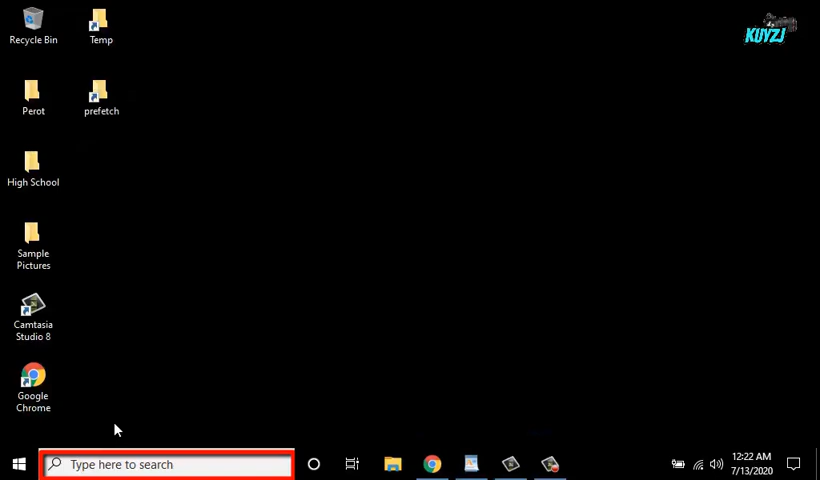 Recycle Bin
Temp
KUYZJ
Perot
prefetch
High School
Sample
Pictures
Camtasia
Studio 8
Google
Chrome
Type here to search
12:22 AM
7/13/2020